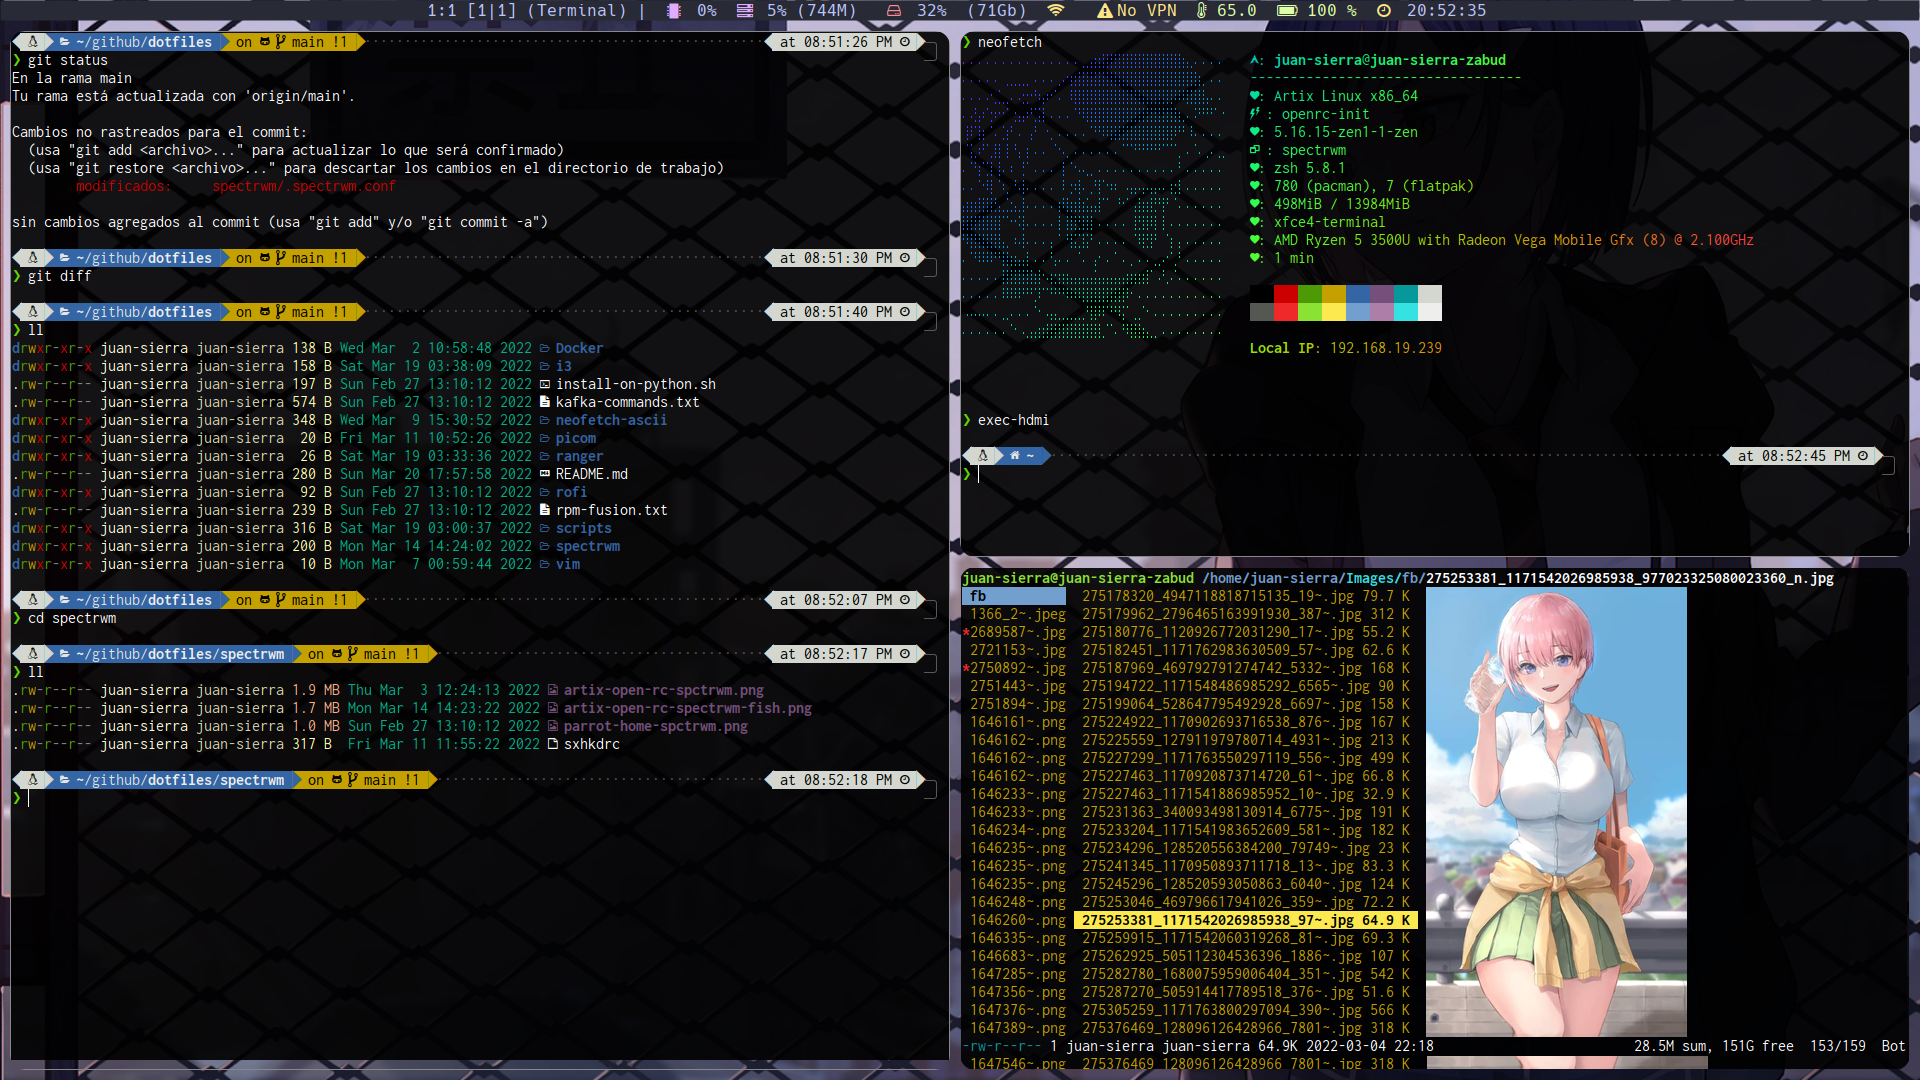 1:1 [1|1] (Terminal) | 0% 5% (744M) 32% (71Gb) No VPN 65.0 100 % 20:52:35
~/github/dotfiles on main !1 at 08:51:26 PM
❯ git status
En la rama main
Tu rama está actualizada con 'origin/main'.
Cambios no rastreados para el commit:
(usa "git add <archivo>..." para actualizar lo que será confirmado)
(usa "git restore <archivo>..." para descartar los cambios en el directorio de trabajo)
modificados: spectrwm/.spectrwm.conf
sin cambios agregados al commit (usa "git add" y/o "git commit -a")
~/github/dotfiles on main !1 at 08:51:30 PM
❯ git diff
~/github/dotfiles on main !1 at 08:51:40 PM
❯ ll
drwxr-xr-x juan-sierra juan-sierra 138 B Wed Mar 2 10:58:48 2022 Docker
drwxr-xr-x juan-sierra juan-sierra 158 B Sat Mar 19 03:38:09 2022 i3
.rw-r--r-- juan-sierra juan-sierra 197 B Sun Feb 27 13:10:12 2022 install-on-python.sh
.rw-r--r-- juan-sierra juan-sierra 574 B Sun Feb 27 13:10:12 2022 kafka-commands.txt
drwxr-xr-x juan-sierra juan-sierra 348 B Wed Mar 9 15:30:52 2022 neofetch-ascii
drwxr-xr-x juan-sierra juan-sierra 20 B Fri Mar 11 10:52:26 2022 picom
drwxr-xr-x juan-sierra juan-sierra 26 B Sat Mar 19 03:33:36 2022 ranger
.rw-r--r-- juan-sierra juan-sierra 280 B Sun Mar 20 17:57:58 2022 README.md
drwxr-xr-x juan-sierra juan-sierra 92 B Sun Feb 27 13:10:12 2022 rofi
.rw-r--r-- juan-sierra juan-sierra 239 B Sun Feb 27 13:10:12 2022 rpm-fusion.txt
drwxr-xr-x juan-sierra juan-sierra 316 B Sat Mar 19 03:00:37 2022 scripts
drwxr-xr-x juan-sierra juan-sierra 200 B Mon Mar 14 14:24:02 2022 spectrwm
drwxr-xr-x juan-sierra juan-sierra 10 B Mon Mar 7 00:59:44 2022 vim
~/github/dotfiles on main !1 at 08:52:07 PM
❯ cd spectrwm
~/github/dotfiles/spectrwm on main !1 at 08:52:17 PM
❯ ll
.rw-r--r-- juan-sierra juan-sierra 1.9 MB Thu Mar 3 12:24:13 2022 artix-open-rc-spctrwm.png
.rw-r--r-- juan-sierra juan-sierra 1.7 MB Mon Mar 14 14:23:22 2022 artix-open-rc-spectrwm-fish.png
.rw-r--r-- juan-sierra juan-sierra 1.0 MB Sun Feb 27 13:10:12 2022 parrot-home-spctrwm.png
.rw-r--r-- juan-sierra juan-sierra 317 B Fri Mar 11 11:55:22 2022 sxhkdrc
~/github/dotfiles/spectrwm on main !1 at 08:52:18 PM
❯
❯ neofetch
: juan-sierra@juan-sierra-zabud
----------------------------------
: Artix Linux x86_64
: openrc-init
: 5.16.15-zen1-1-zen
: spectrwm
: zsh 5.8.1
: 780 (pacman), 7 (flatpak)
: 498MiB / 13984MiB
: xfce4-terminal
: AMD Ryzen 5 3500U with Radeon Vega Mobile Gfx (8) @ 2.100GHz
: 1 min
Local IP: 192.168.19.239
❯ exec-hdmi
~ at 08:52:45 PM
❯
juan-sierra@juan-sierra-zabud /home/juan-sierra/Images/fb/275253381_1171542026985938_977023325080023360_n.jpg
fb 275178320_4947118818715135_19~.jpg 79.7 K
1366_2~.jpeg 275179962_2796465163991930_387~.jpg 312 K
*2689587~.jpg 275180776_1120926772031290_17~.jpg 55.2 K
2721153~.jpg 275182451_1171762983630509_57~.jpg 62.6 K
*2750892~.jpg 275187969_469792791274742_5332~.jpg 168 K
2751443~.jpg 275194722_1171548486985292_6565~.jpg 90 K
2751894~.jpg 275199064_528647795492928_6697~.jpg 158 K
1646161~.png 275224922_1170902693716538_876~.jpg 167 K
1646162~.png 275225559_127911979780714_4931~.jpg 213 K
1646162~.png 275227299_1171763550297119_556~.jpg 499 K
1646162~.png 275227463_1170920873714720_61~.jpg 66.8 K
1646233~.png 275227463_1171541886985952_10~.jpg 32.9 K
1646233~.png 275231363_340093498130914_6775~.jpg 191 K
1646234~.png 275233204_1171541983652609_581~.jpg 182 K
1646235~.png 275234296_128520556384200_79749~.jpg 23 K
1646235~.png 275241345_1170950893711718_13~.jpg 83.3 K
1646235~.png 275245296_128520593050863_6040~.jpg 124 K
1646248~.png 275253046_469796617941026_359~.jpg 72.2 K
1646260~.png 275253381_1171542026985938_97~.jpg 64.9 K
1646335~.png 275259915_1171542060319268_81~.jpg 69.3 K
1646683~.png 275262925_505112304536396_1886~.jpg 107 K
1647285~.png 275282780_1680075959006404_351~.jpg 542 K
1647356~.png 275287270_505914417789518_376~.jpg 51.6 K
1647376~.png 275305259_1171763800297094_390~.jpg 566 K
1647389~.png 275376469_128096126428966_7801~.jpg 318 K
-rw-r--r-- 1 juan-sierra juan-sierra 64.9K 2022-03-04 22:18 28.5M sum, 151G free 153/159 Bot
1647546~.png 275376469_128096126428966_7801~.jpg 318 K